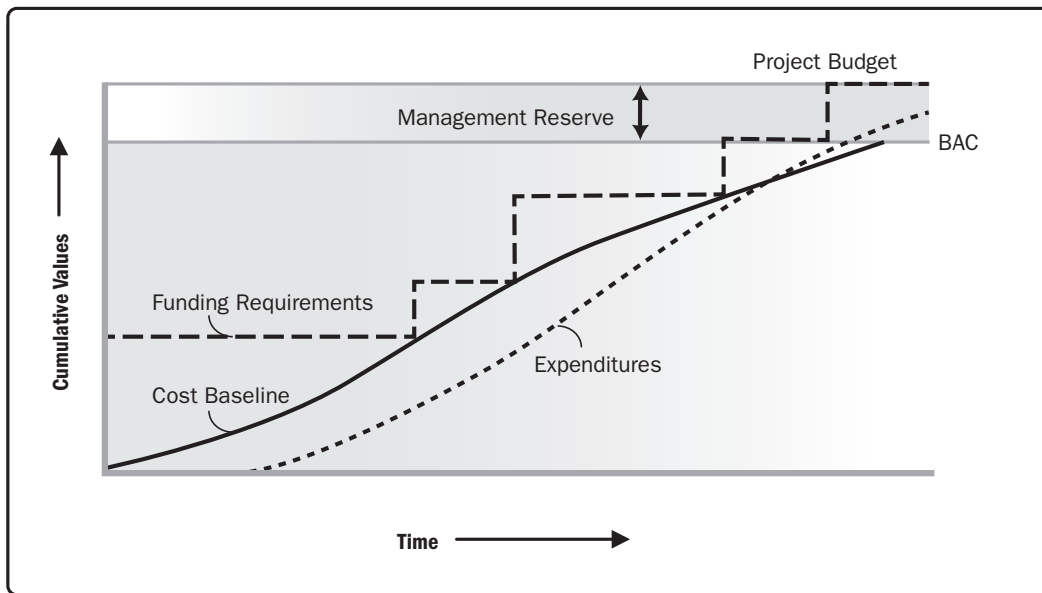 Project Budget
Management Reserve
BAC
Cumulative Values
Funding Requirements
Expenditures
Cost Baseline
Time